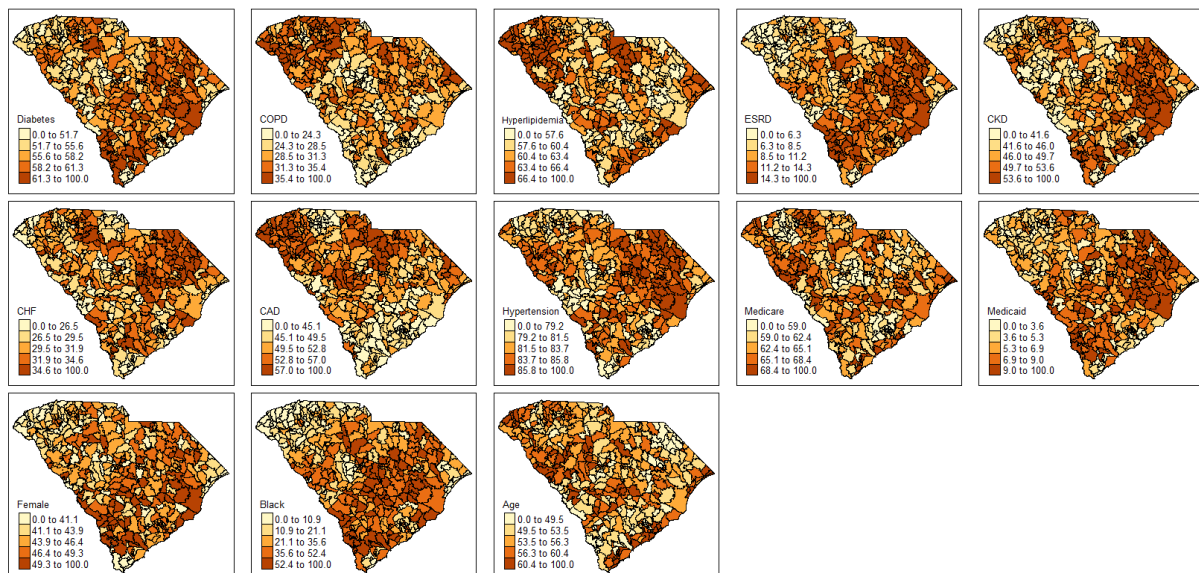 Diabetes
0.0 to 51.7
51.7 to 55.6
55.6 to 58.2
58.2 to 61.3
61.3 to 100.0
COPD
0.0 to 24.3
24.3 to 28.5
28.5 to 31.3
31.3 to 35.4
35.4 to 100.0
Hyperlipidemia
0.0 to 57.6
57.6 to 60.4
60.4 to 63.4
63.4 to 66.4
66.4 to 100.0
ESRD
0.0 to 6.3
6.3 to 8.5
8.5 to 11.2
11.2 to 14.3
14.3 to 100.0
CKD
0.0 to 41.6
41.6 to 46.0
46.0 to 49.7
49.7 to 53.6
53.6 to 100.0
CHF
0.0 to 26.5
26.5 to 29.5
29.5 to 31.9
31.9 to 34.6
34.6 to 100.0
CAD
0.0 to 45.1
45.1 to 49.5
49.5 to 52.8
52.8 to 57.0
57.0 to 100.0
Hypertension
0.0 to 79.2
79.2 to 81.5
81.5 to 83.7
83.7 to 85.8
85.8 to 100.0
Medicare
0.0 to 59.0
59.0 to 62.4
62.4 to 65.1
65.1 to 68.4
68.4 to 100.0
Medicaid
0.0 to 3.6
3.6 to 5.3
5.3 to 6.9
6.9 to 9.0
9.0 to 100.0
Female
0.0 to 41.1
41.1 to 43.9
43.9 to 46.4
46.4 to 49.3
49.3 to 100.0
Black
0.0 to 10.9
10.9 to 21.1
21.1 to 35.6
35.6 to 52.4
52.4 to 100.0
Age
0.0 to 49.5
49.5 to 53.5
53.5 to 56.3
56.3 to 60.4
60.4 to 100.0